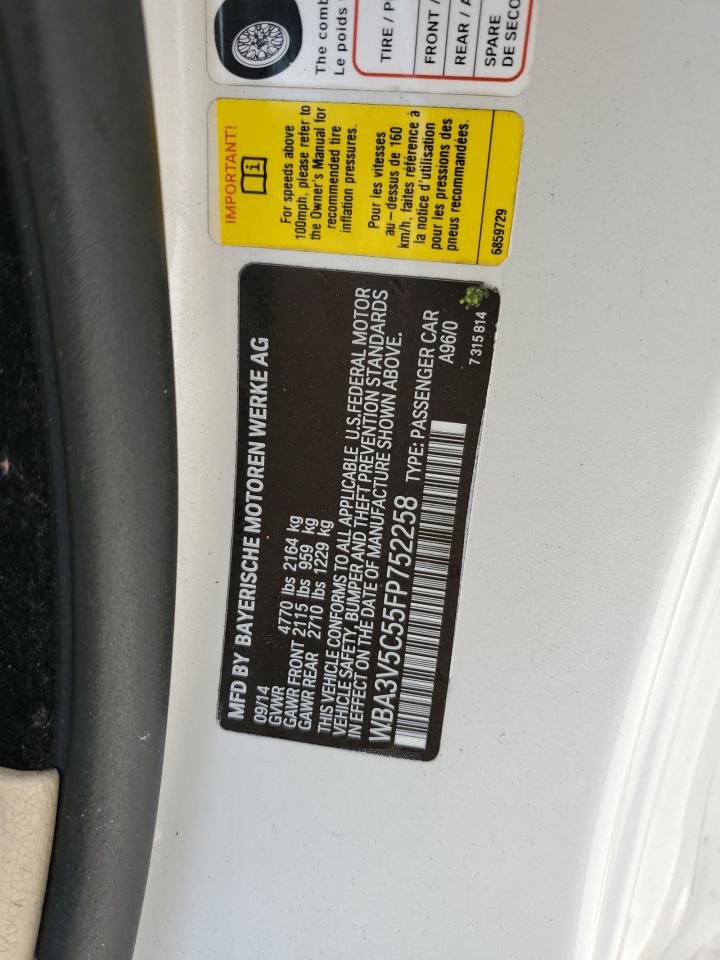 The comb
Le poids
TIRE / P
FRONT /
REAR / A
SPARE
DE SECO
IMPORTANT!
For speeds above
100mph, please refer to
the Owner's Manual for
recommended tire
inflation pressures.
Pour les vitesses
au-dessus de 160
km/h, faites référence à
la notice d'utilisation
pour les pressions des
pneus recommandées.
6859729
MFD BY BAYERISCHE MOTOREN WERKE AG
09/14
GVWR 4770 lbs 2164 kg
GAWR FRONT 2115 lbs 959 kg
GAWR REAR 2710 lbs 1229 kg
THIS VEHICLE CONFORMS TO ALL APPLICABLE U.S.FEDERAL MOTOR
VEHICLE SAFETY, BUMPER AND THEFT PREVENTION STANDARDS
IN EFFECT ON THE DATE OF MANUFACTURE SHOWN ABOVE.
WBA3V5C55FP752258 TYPE: PASSENGER CAR
A96/0
7 315 814